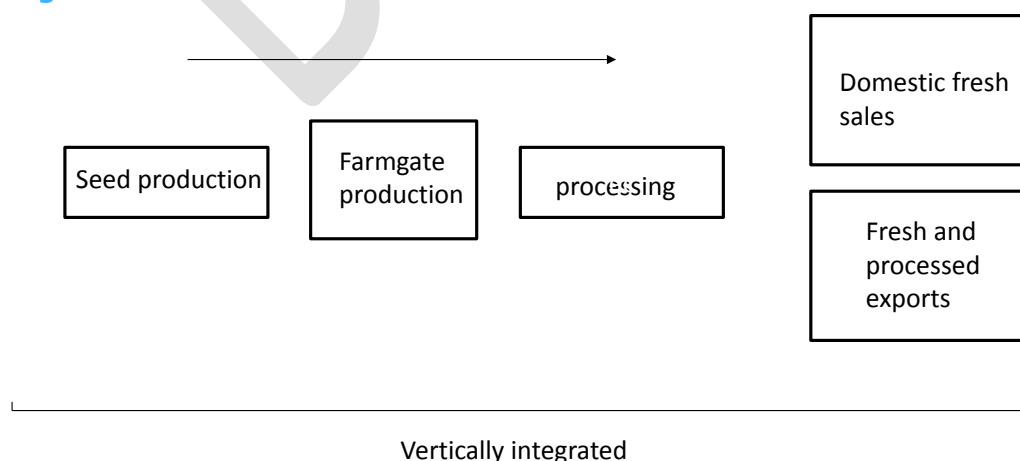 Domestic fresh
sales
Seed production
Farmgate
production
processing
Fresh and
processed
exports
Vertically integrated